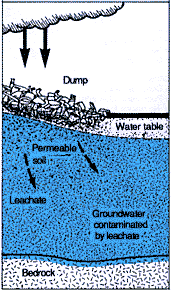 Dump
Water table
Permeable
soil
Leachate
Groundwater
contaminated
by leachate
Bedrock